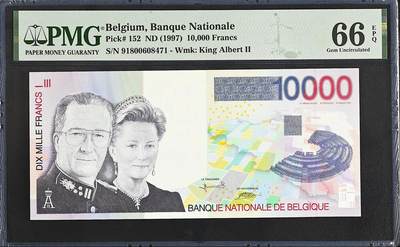 PMG
PAPER MONEY GUARANTY
Belgium, Banque Nationale
Pick# 152 ND (1997) 10,000 Francs
S/N 91800608471 - Wmk: King Albert II
66 EPQ
Gem Uncirculated
DIX MILLE FRANCS
10000
BANQUE NATIONALE DE BELGIQUE